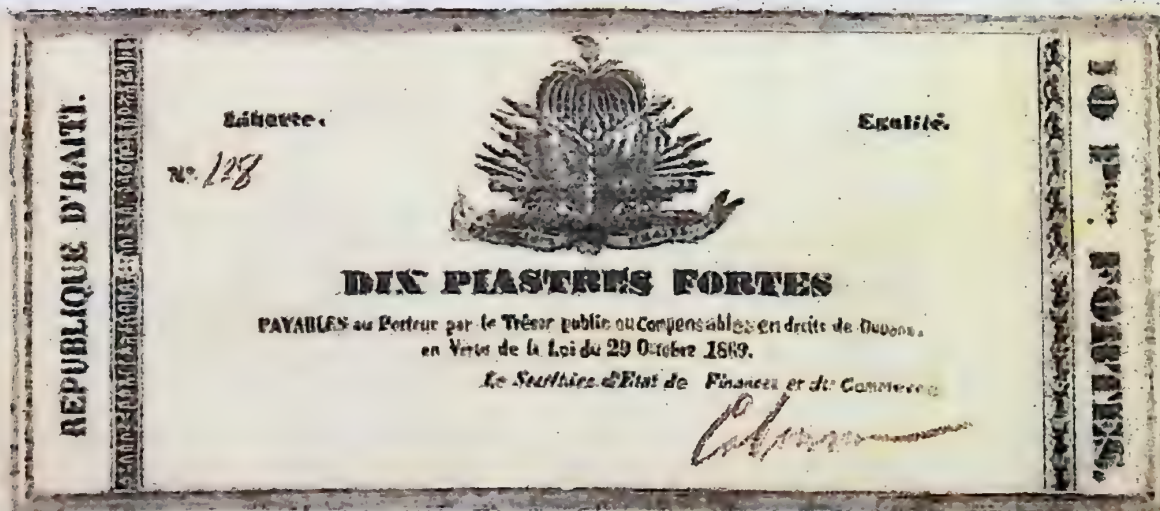 REPUBLIQUE D'HAITI.
Liberté.
Egalité.
No. 128
DIX PIASTRES FORTES
PAYABLES au Porteur par le Trésor public ou compensables en droits de Douane,
en Vertu de la Loi du 29 Octobre 1869.
Le Secrétaire d'Etat de Finances et du Commerce
10 P. FORTES.